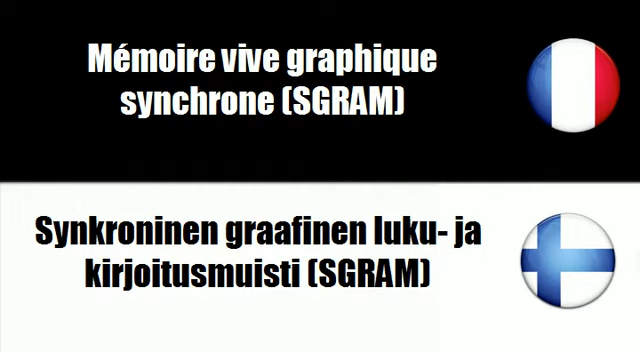 Mémoire vive graphique
synchrone (SGRAM)
Synkroninen graafinen luku- ja
kirjoitusmuisti (SGRAM)